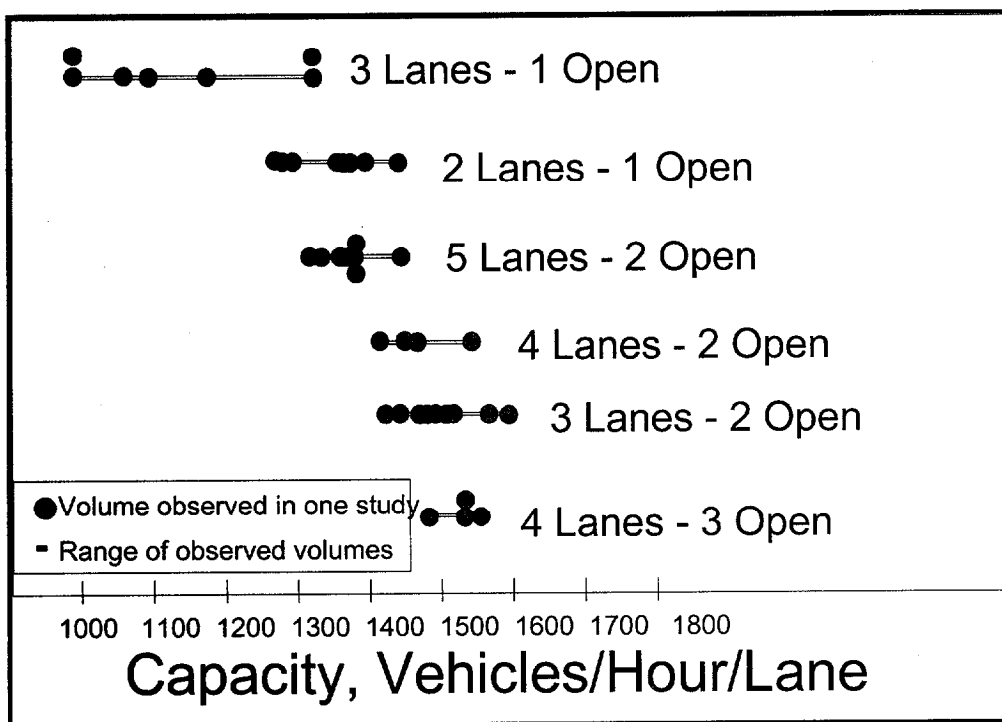 3 Lanes - 1 Open
2 Lanes - 1 Open
5 Lanes - 2 Open
4 Lanes - 2 Open
3 Lanes - 2 Open
4 Lanes - 3 Open
Volume observed in one study
Range of observed volumes
1000 1100 1200 1300 1400 1500 1600 1700 1800
Capacity, Vehicles/Hour/Lane